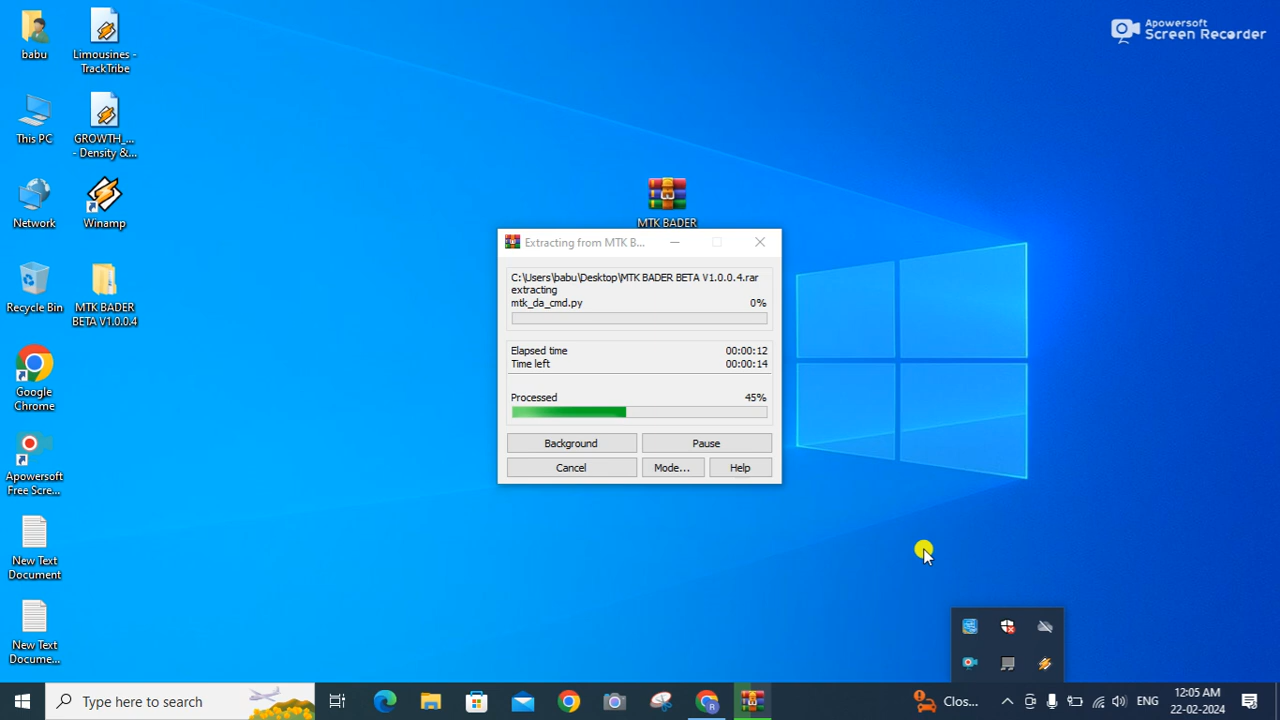 babu
Limousines -
TrackTribe
Apowersoft
Screen Recorder
This PC
GROWTH_...
- Density &...
Network
Winamp
MTK BADER
Recycle Bin
MTK BADER
BETA V1.0.0.4
Google
Chrome
Apowersoft
Free Scre...
New Text
Document
New Text
Docume...
Extracting from MTK B...
C:\Users\babu\Desktop\MTK BADER BETA V1.0.0.4.rar
extracting
mtk_da_cmd.py 0%
Elapsed time 00:00:12
Time left 00:00:14
Processed 45%
Background Pause
Cancel Mode... Help
Type here to search
Clos...
ENG
12:05 AM
22-02-2024